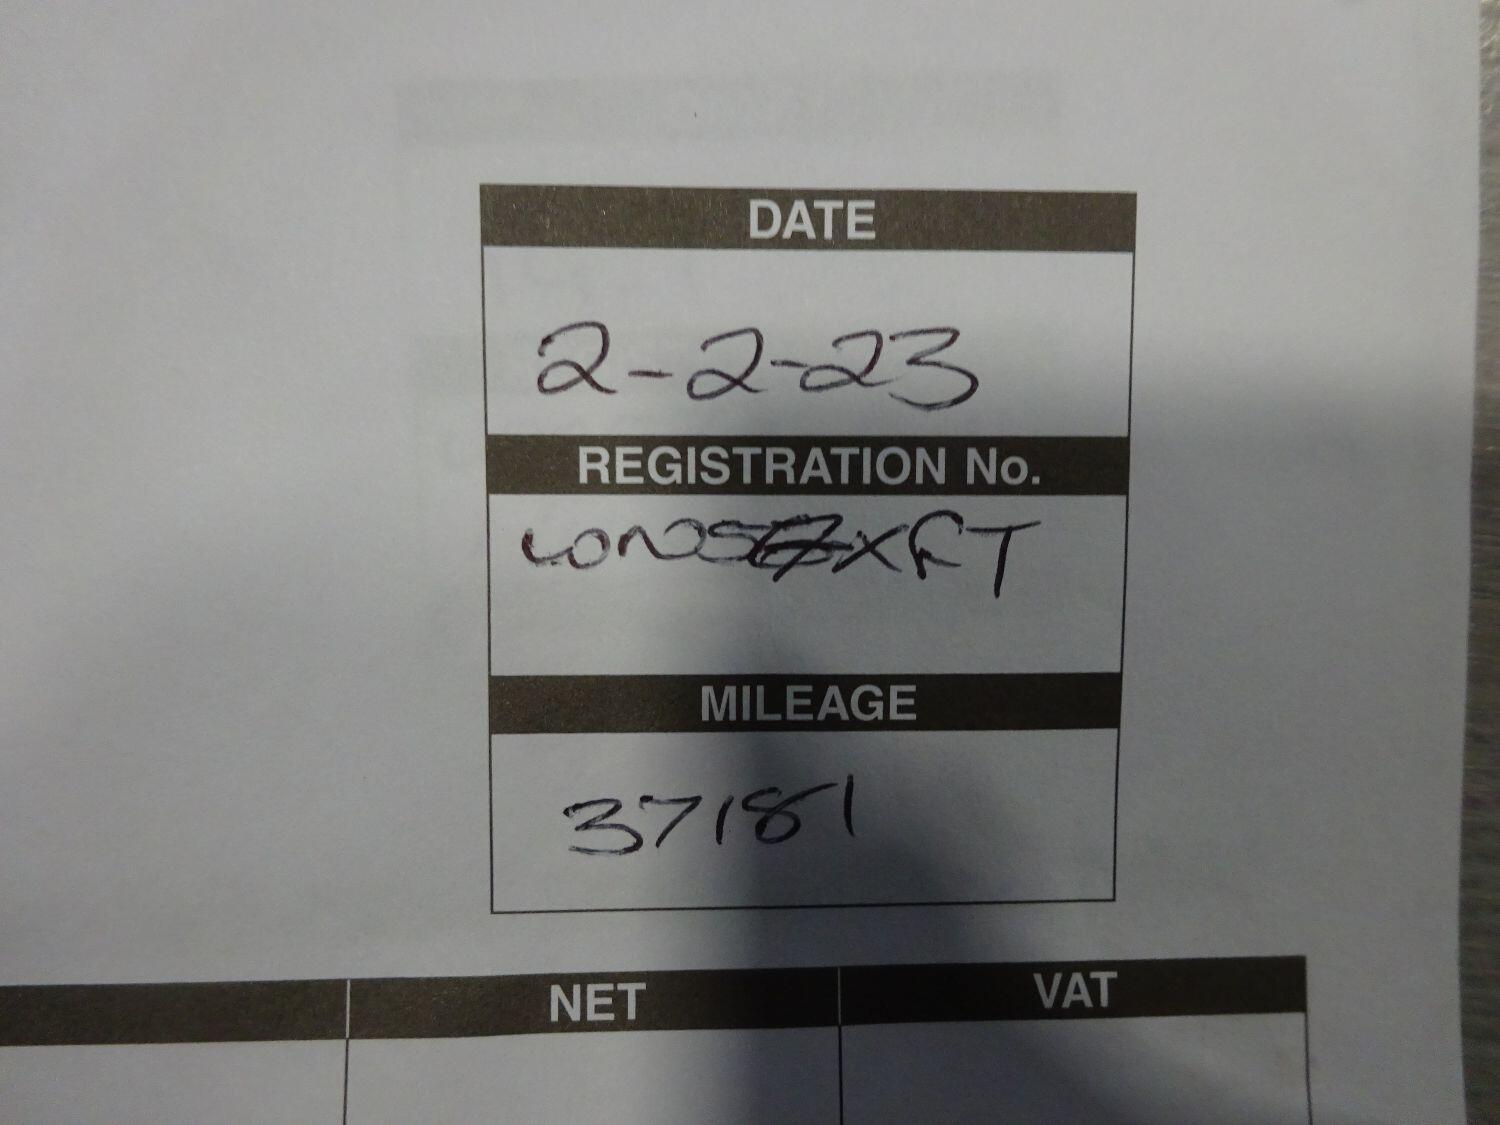 DATE
2-2-23
REGISTRATION No.
MILEAGE
37181
NET VAT